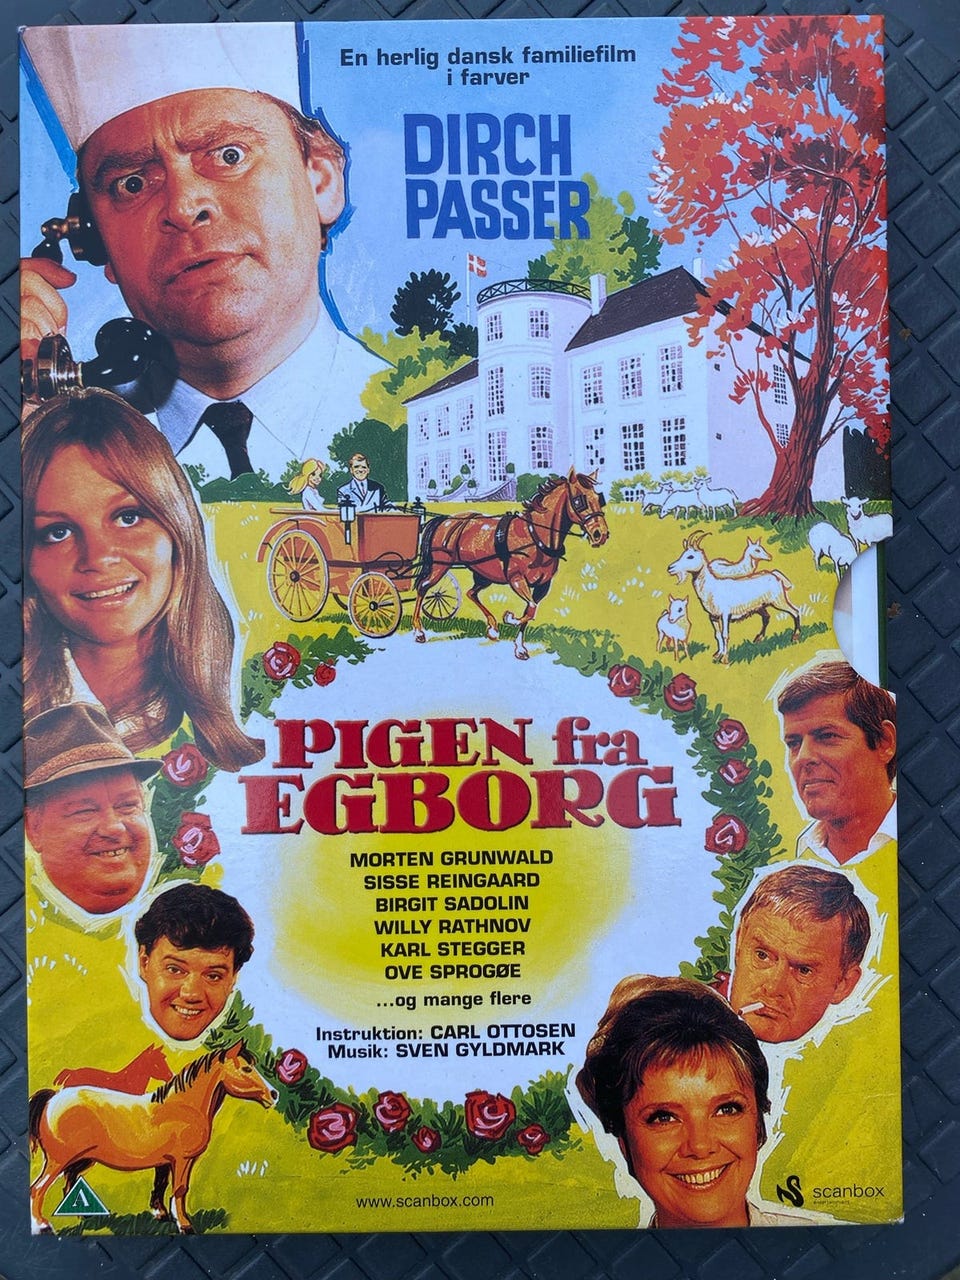 En herlig dansk familiefilm
i farver
DIRCH
PASSER
PIGEN fra
EGBORG
MORTEN GRUNWALD
SISSE REINGAARD
BIRGIT SADOLIN
WILLY RATHNOV
KARL STEGGER
OVE SPROGØE
...og mange flere
Instruktion: CARL OTTOSEN
Musik: SVEN GYLDMARK
A
www.scanbox.com
scanbox
entertainment